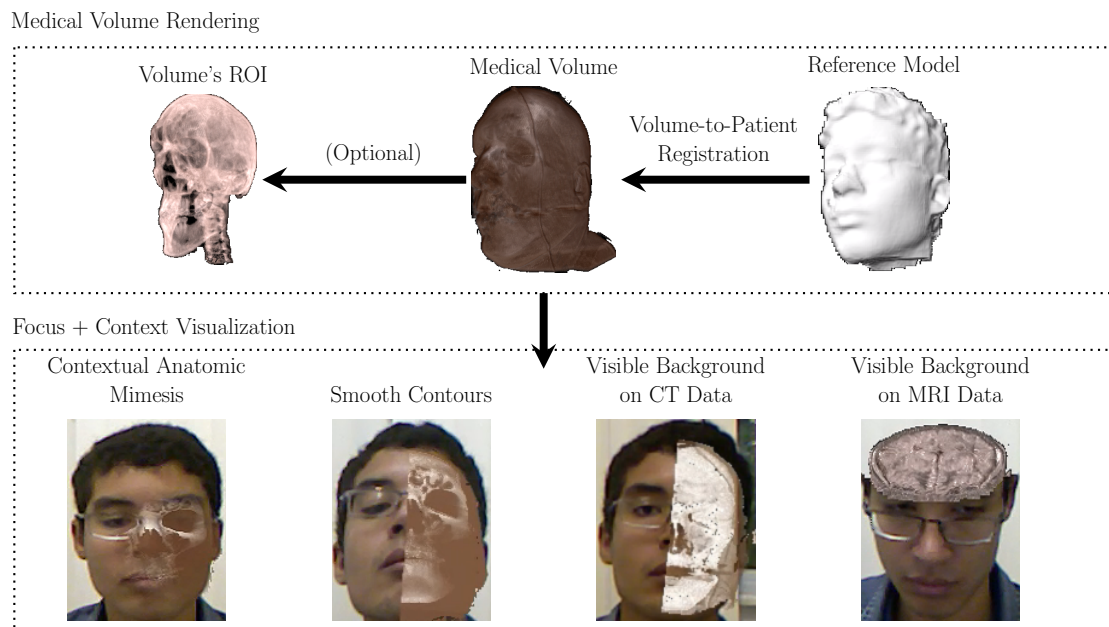 Medical Volume Rendering
Volume's ROI
Medical Volume
Reference Model
(Optional)
Volume-to-Patient
Registration
Focus + Context Visualization
Contextual Anatomic
Mimesis
Smooth Contours
Visible Background
on CT Data
Visible Background
on MRI Data